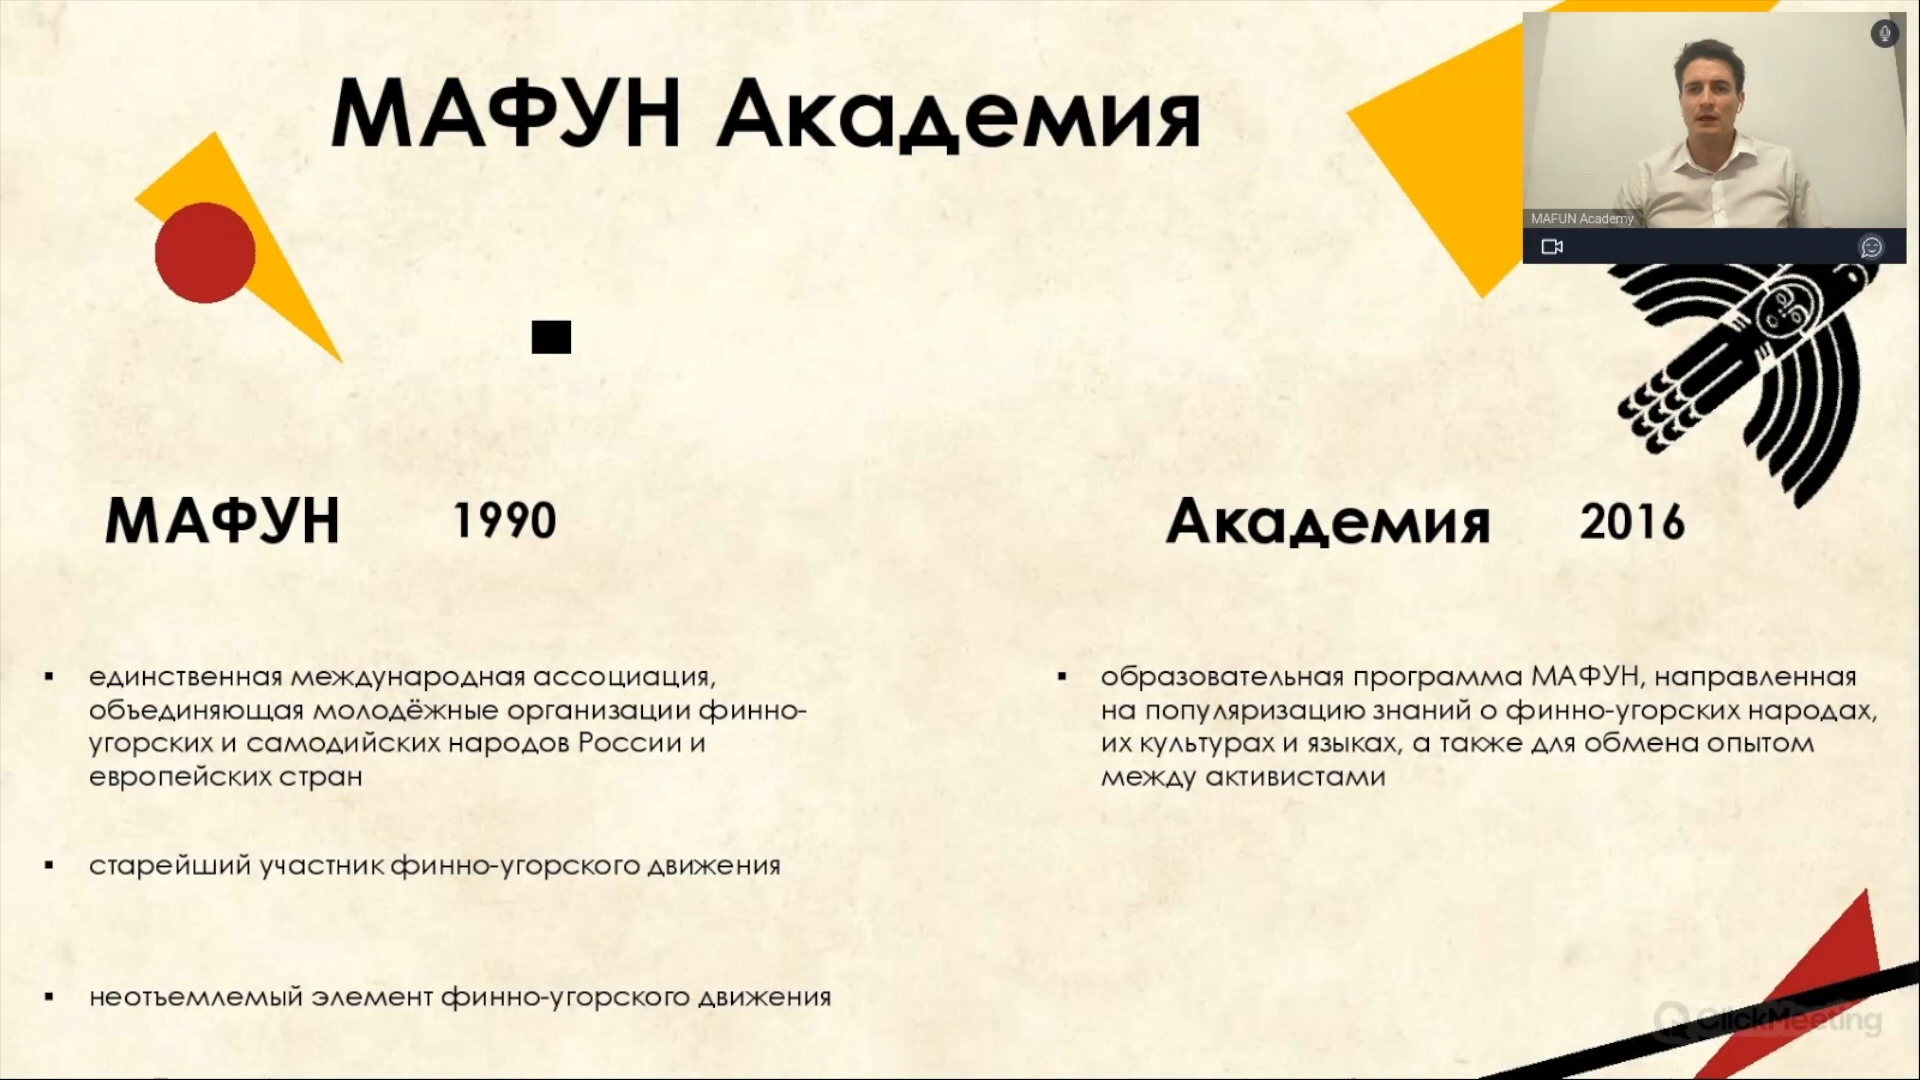 МАФУН Академия
MAFUN Academy
МАФУН 1990
единственная международная ассоциация,
объединяющая молодёжные организации финно-
угорских и самодийских народов России и
европейских стран
старейший участник финно-угорского движения
неотъемлемый элемент финно-угорского движения
Академия 2016
образовательная программа МАФУН, направленная
на популяризацию знаний о финно-угорских народах,
их культурах и языках, а также для обмена опытом
между активистами
ClickMeeting